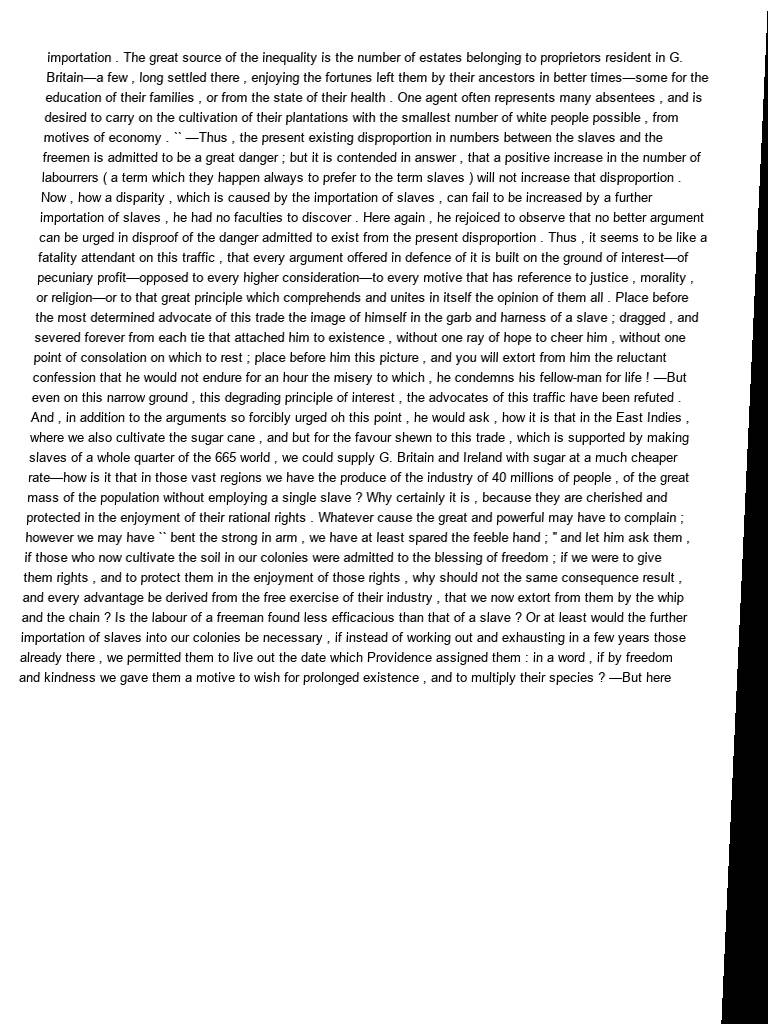 importation . The great source of the inequality is the number of estates belonging to proprietors resident in G.
Britain—a few , long settled there , enjoying the fortunes left them by their ancestors in better times—some for the
education of their families , or from the state of their health . One agent often represents many absentees , and is
desired to carry on the cultivation of their plantations with the smallest number of white people possible , from
motives of economy . `` —Thus , the present existing disproportion in numbers between the slaves and the
freemen is admitted to be a great danger ; but it is contended in answer , that a positive increase in the number of
labourrers ( a term which they happen always to prefer to the term slaves ) will not increase that disproportion .
Now , how a disparity , which is caused by the importation of slaves , can fail to be increased by a further
importation of slaves , he had no faculties to discover . Here again , he rejoiced to observe that no better argument
can be urged in disproof of the danger admitted to exist from the present disproportion . Thus , it seems to be like a
fatality attendant on this traffic , that every argument offered in defence of it is built on the ground of interest—of
pecuniary profit—opposed to every higher consideration—to every motive that has reference to justice , morality ,
or religion—or to that great principle which comprehends and unites in itself the opinion of them all . Place before
the most determined advocate of this trade the image of himself in the garb and harness of a slave ; dragged , and
severed forever from each tie that attached him to existence , without one ray of hope to cheer him , without one
point of consolation on which to rest ; place before him this picture , and you will extort from him the reluctant
confession that he would not endure for an hour the misery to which , he condemns his fellow-man for life ! —But
even on this narrow ground , this degrading principle of interest , the advocates of this traffic have been refuted .
And , in addition to the arguments so forcibly urged oh this point , he would ask , how it is that in the East Indies ,
where we also cultivate the sugar cane , and but for the favour shewn to this trade , which is supported by making
slaves of a whole quarter of the 665 world , we could supply G. Britain and Ireland with sugar at a much cheaper
rate—how is it that in those vast regions we have the produce of the industry of 40 millions of people , of the great
mass of the population without employing a single slave ? Why certainly it is , because they are cherished and
protected in the enjoyment of their rational rights . Whatever cause the great and powerful may have to complain ;
however we may have `` bent the strong in arm , we have at least spared the feeble hand ; " and let him ask them ,
if those who now cultivate the soil in our colonies were admitted to the blessing of freedom ; if we were to give
them rights , and to protect them in the enjoyment of those rights , why should not the same consequence result ,
and every advantage be derived from the free exercise of their industry , that we now extort from them by the whip
and the chain ? Is the labour of a freeman found less efficacious than that of a slave ? Or at least would the further
importation of slaves into our colonies be necessary , if instead of working out and exhausting in a few years those
already there , we permitted them to live out the date which Providence assigned them : in a word , if by freedom
and kindness we gave them a motive to wish for prolonged existence , and to multiply their species ? —But here